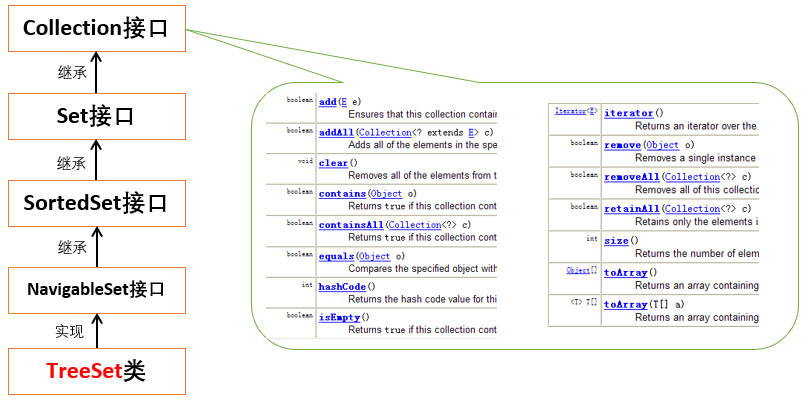 Collection接口
继承
Set接口
继承
SortedSet接口
继承
NavigableSet接口
实现
TreeSet类
boolean add(E e)
Ensures that this collection contain
boolean addAll(Collection<? extends E> c)
Adds all of the elements in the spe
void clear()
Removes all of the elements from t
boolean contains(Object o)
Returns true if this collection cont
boolean containsAll(Collection<?> c)
Returns true if this collection cont
boolean equals(Object o)
Compares the specified object with
int hashCode()
Returns the hash code value for thi
boolean isEmpty()
Returns true if this collection cont
Iterator<E> iterator()
Returns an iterator over the
boolean remove(Object o)
Removes a single instance
boolean removeAll(Collection<?> c)
Removes all of this collectio
boolean retainAll(Collection<?> c)
Retains only the elements i
int size()
Returns the number of elem
Object[] toArray()
Returns an array containing
<T> T[] toArray(T[] a)
Returns an array containing